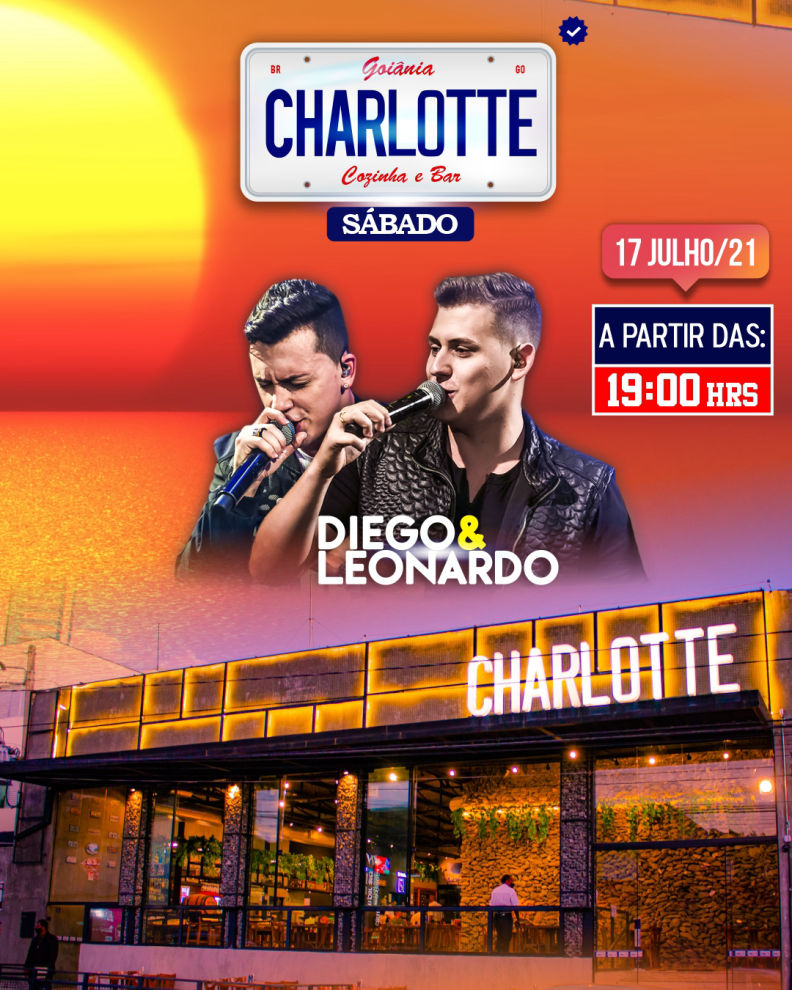 BR Goiânia GO
CHARLOTTE
Cozinha e Bar
SÁBADO
17 JULHO/21
A PARTIR DAS:
19:00 HRS
DIEGO&
LEONARDO
CHARLOTTE